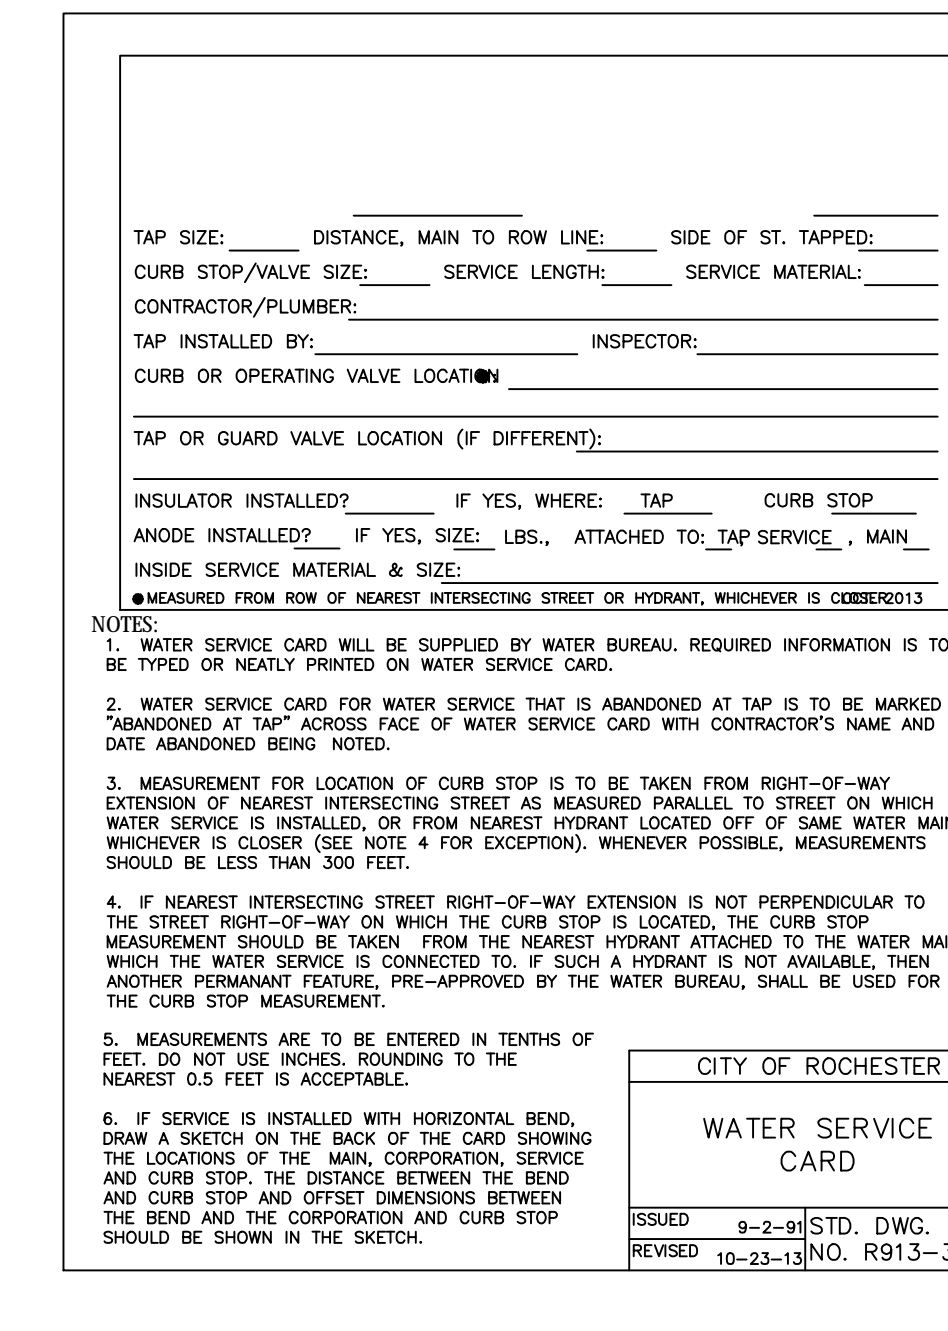 TAP SIZE: DISTANCE, MAIN TO ROW LINE: SIDE OF ST. TAPPED:
CURB STOP/VALVE SIZE: SERVICE LENGTH: SERVICE MATERIAL:
CONTRACTOR/PLUMBER:
TAP INSTALLED BY: INSPECTOR:
CURB OR OPERATING VALVE LOCATION:
TAP OR GUARD VALVE LOCATION (IF DIFFERENT):
INSULATOR INSTALLED? IF YES, WHERE: TAP CURB STOP
ANODE INSTALLED? IF YES, SIZE: LBS., ATTACHED TO: TAP, SERVICE , MAIN
INSIDE SERVICE MATERIAL & SIZE:
●MEASURED FROM ROW OF NEAREST INTERSECTING STREET OR HYDRANT, WHICHEVER IS CLOSER 2013
NOTES:
1. WATER SERVICE CARD WILL BE SUPPLIED BY WATER BUREAU. REQUIRED INFORMATION IS TO
BE TYPED OR NEATLY PRINTED ON WATER SERVICE CARD.
2. WATER SERVICE CARD FOR WATER SERVICE THAT IS ABANDONED AT TAP IS TO BE MARKED
"ABANDONED AT TAP" ACROSS FACE OF WATER SERVICE CARD WITH CONTRACTOR'S NAME AND
DATE ABANDONED BEING NOTED.
3. MEASUREMENT FOR LOCATION OF CURB STOP IS TO BE TAKEN FROM RIGHT-OF-WAY
EXTENSION OF NEAREST INTERSECTING STREET AS MEASURED PARALLEL TO STREET ON WHICH
WATER SERVICE IS INSTALLED, OR FROM NEAREST HYDRANT LOCATED OFF OF SAME WATER MAI
WHICHEVER IS CLOSER (SEE NOTE 4 FOR EXCEPTION). WHENEVER POSSIBLE, MEASUREMENTS
SHOULD BE LESS THAN 300 FEET.
4. IF NEAREST INTERSECTING STREET RIGHT-OF-WAY EXTENSION IS NOT PERPENDICULAR TO
THE STREET RIGHT-OF-WAY ON WHICH THE CURB STOP IS LOCATED, THE CURB STOP
MEASUREMENT SHOULD BE TAKEN FROM THE NEAREST HYDRANT ATTACHED TO THE WATER MAI
WHICH THE WATER SERVICE IS CONNECTED TO. IF SUCH A HYDRANT IS NOT AVAILABLE, THEN
ANOTHER PERMANANT FEATURE, PRE-APPROVED BY THE WATER BUREAU, SHALL BE USED FOR
THE CURB STOP MEASUREMENT.
5. MEASUREMENTS ARE TO BE ENTERED IN TENTHS OF
FEET. DO NOT USE INCHES. ROUNDING TO THE
NEAREST 0.5 FEET IS ACCEPTABLE.
6. IF SERVICE IS INSTALLED WITH HORIZONTAL BEND,
DRAW A SKETCH ON THE BACK OF THE CARD SHOWING
THE LOCATIONS OF THE MAIN, CORPORATION, SERVICE
AND CURB STOP. THE DISTANCE BETWEEN THE BEND
AND CURB STOP AND OFFSET DIMENSIONS BETWEEN
THE BEND AND THE CORPORATION AND CURB STOP
SHOULD BE SHOWN IN THE SKETCH.
CITY OF ROCHESTER
WATER SERVICE
CARD
ISSUED 9-2-91
REVISED 10-23-13
STD. DWG.
NO. R913-3